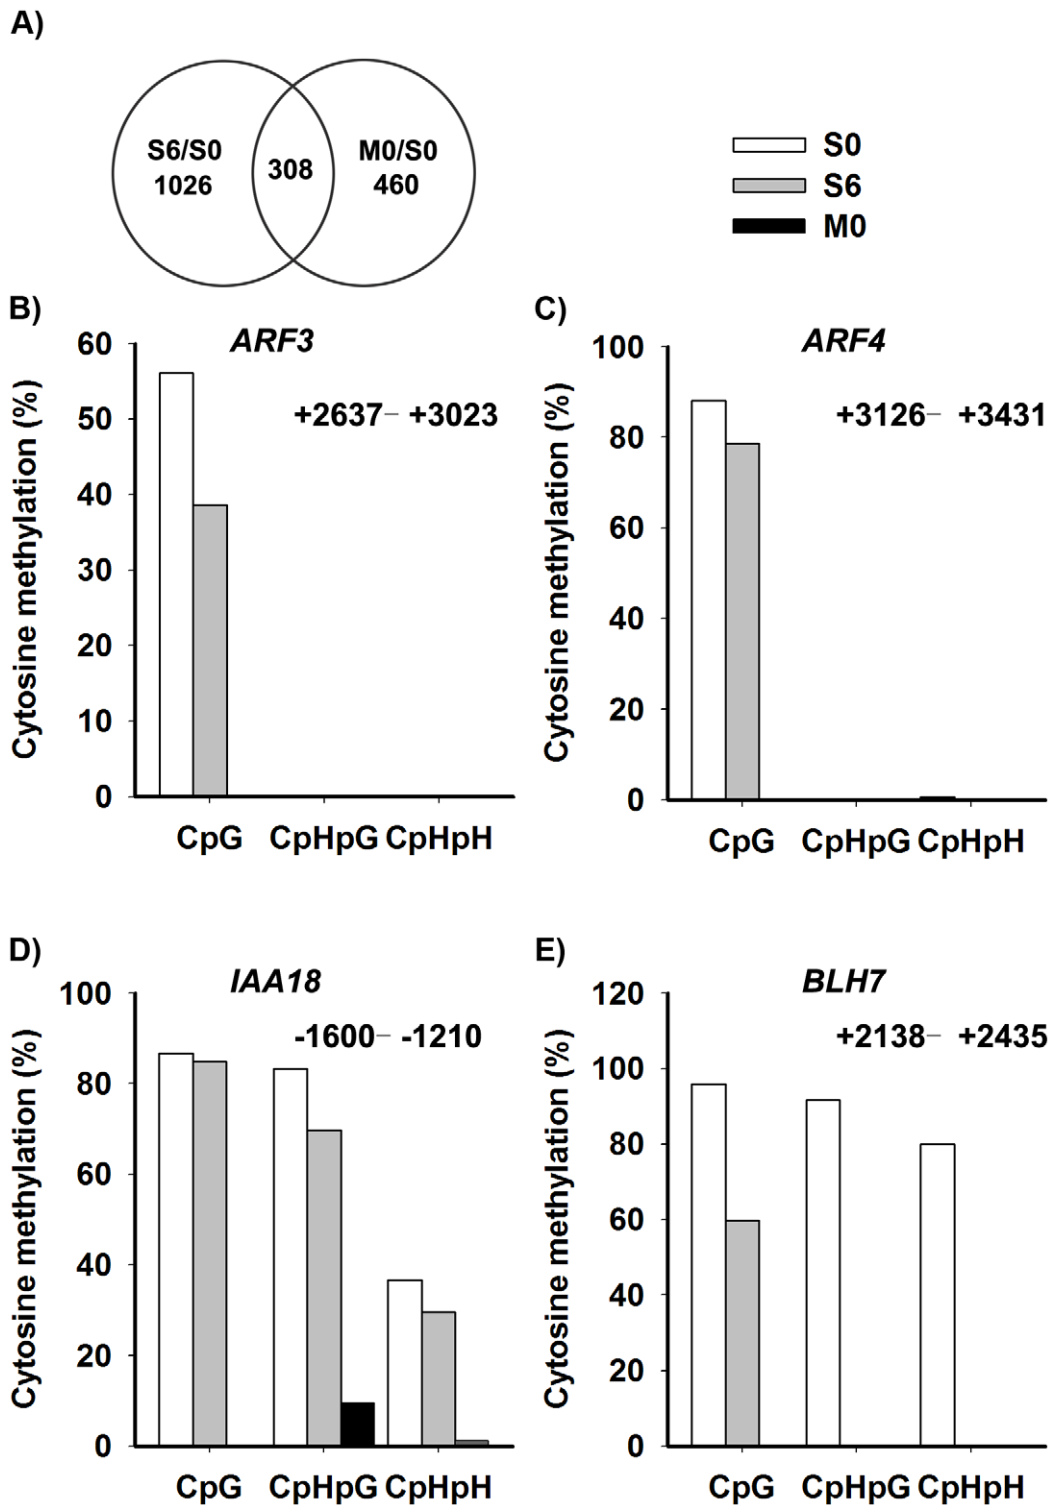 A)
S6/S0
1026
308
M0/S0
460
S0
S6
M0
B)
ARF3
+2637– +3023
Cytosine methylation (%)
60
50
40
30
20
10
0
CpG CpHpG CpHpH
C)
ARF4
+3126– +3431
Cytosine methylation (%)
100
80
60
40
20
0
CpG CpHpG CpHpH
D)
IAA18
-1600– -1210
Cytosine methylation (%)
100
80
60
40
20
0
CpG CpHpG CpHpH
E)
BLH7
+2138– +2435
Cytosine methylation (%)
120
100
80
60
40
20
0
CpG CpHpG CpHpH